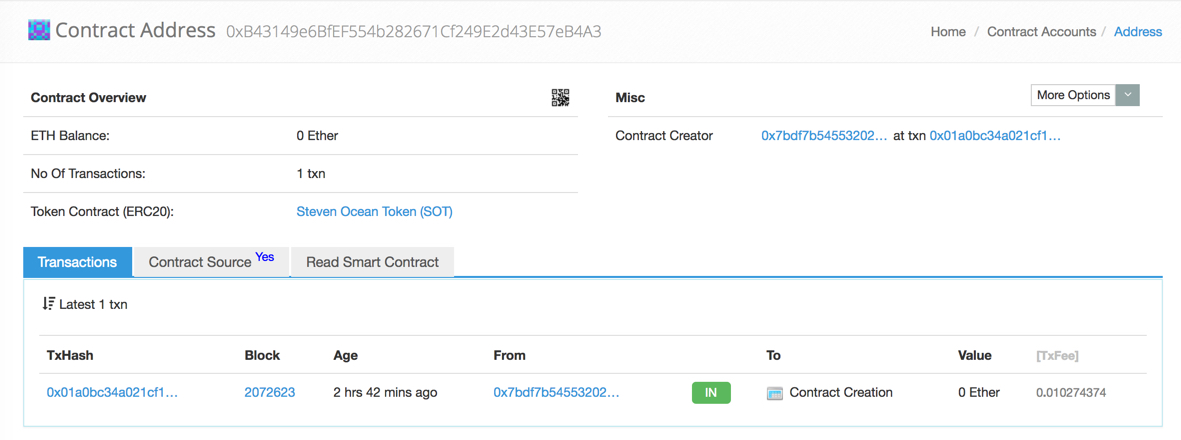 Contract Address 0xB43149e6BfEF554b282671Cf249E2d43E57eB4A3
Home / Contract Accounts / Address
Contract Overview
ETH Balance: 0 Ether
No Of Transactions: 1 txn
Token Contract (ERC20): Steven Ocean Token (SOT)
Misc
More Options
Contract Creator 0x7bdf7b54553202... at txn 0x01a0bc34a021cf1...
Transactions Contract Source Yes Read Smart Contract
Latest 1 txn
TxHash Block Age From To Value [TxFee]
0x01a0bc34a021cf1... 2072623 2 hrs 42 mins ago 0x7bdf7b54553202... IN Contract Creation 0 Ether 0.010274374